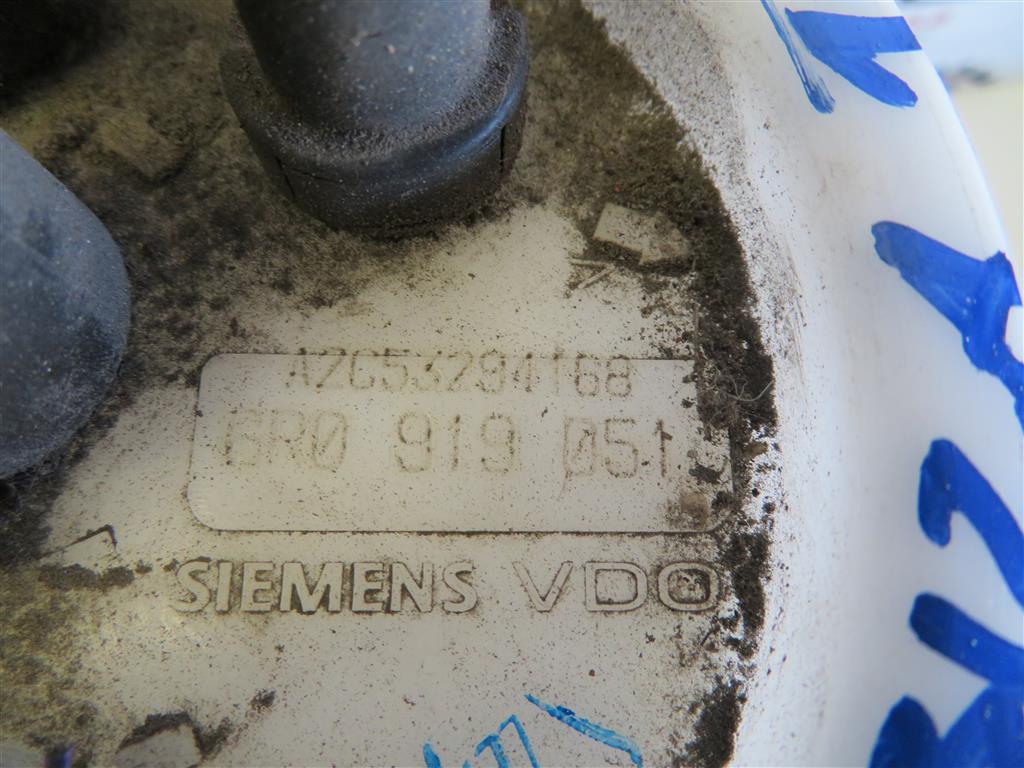 A2C53294168
6R0 919 051
SIEMENS VDO